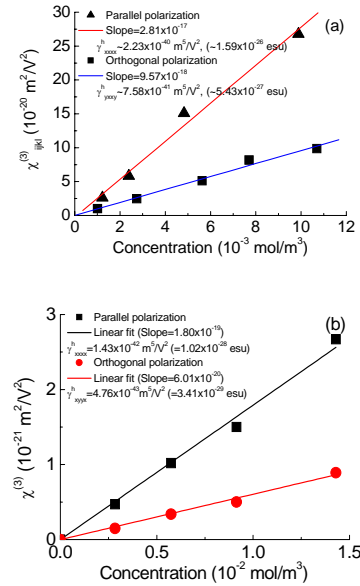 Parallel polarization
(a)
Slope=2.81x10⁻¹⁷
γʰₓₓₓₓ~2.23x10⁻⁴⁰ m⁵/V², (~1.59x10⁻²⁶ esu)
Orthogonal polarization
Slope=9.57x10⁻¹⁸
γʰyxxy~7.58x10⁻⁴¹ m⁵/V², (~5.43x10⁻²⁷ esu)
χ⁽³⁾ijkl (10⁻²⁰ m²/V²)
30
25
20
15
10
5
0
0 2 4 6 8 10 12
Concentration (10⁻³ mol/m³)
Parallel polarization
(b)
Linear fit (Slope=1.80x10⁻¹⁹)
γʰₓₓₓₓ=1.43x10⁻⁴² m⁵/V² (=1.02x10⁻²⁸ esu)
Orthogonal polarization
Linear fit (Slope=6.01x10⁻²⁰)
γʰxyyx=4.76x10⁻⁴³ m⁵/V² (=3.41x10⁻²⁹ esu)
χ⁽³⁾ (10⁻²¹ m²/V²)
3
2
1
0
0.0 0.5 1.0 1.5
Concentration (10⁻² mol/m³)